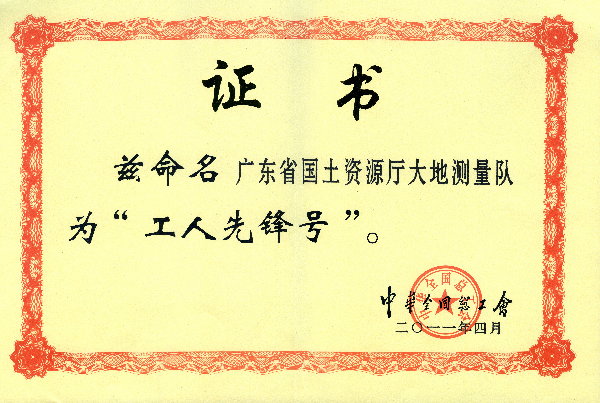 证书
兹命名广东省国土资源厅大地测量队
为“工人先锋号”。
中华全国总工會
二〇一一年四月